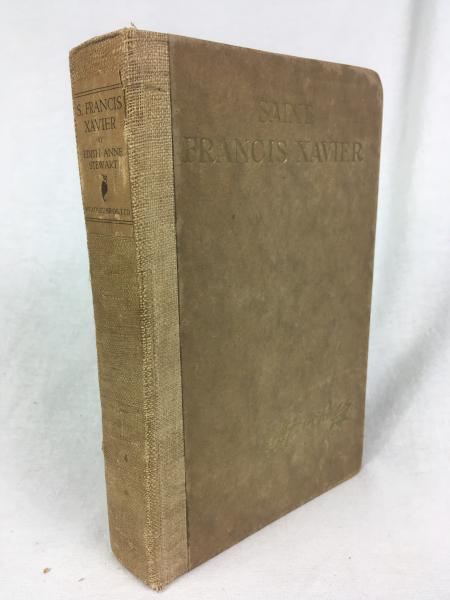 S. FRANCIS
XAVIER
BY
EDITH ANNE
STEWART
SAINT
FRANCIS XAVIER